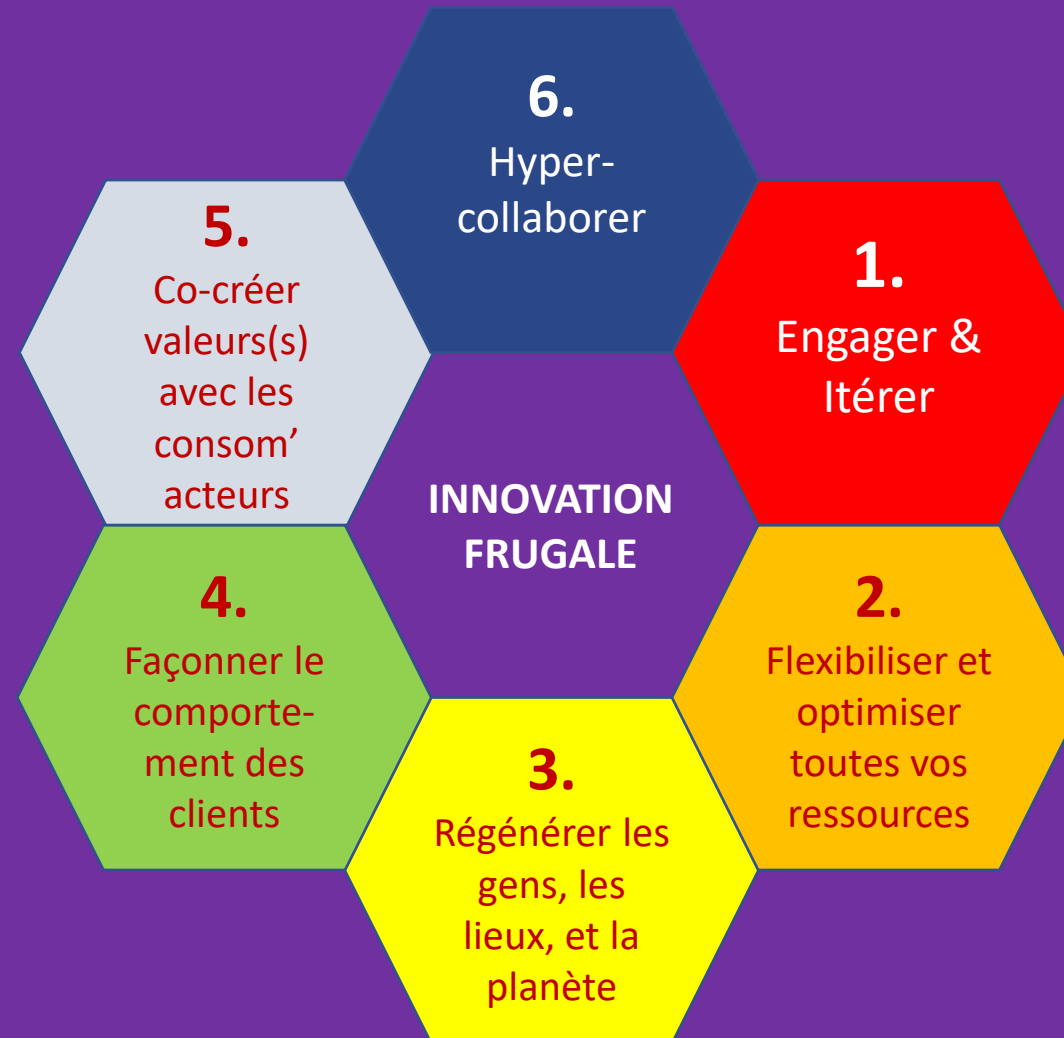 6.
Hyper-
collaborer
5.
Co-créer
valeurs(s)
avec les
consom’
acteurs
1.
Engager &
Itérer
INNOVATION
FRUGALE
4.
Façonner le
comporte-
ment des
clients
2.
Flexibiliser et
optimiser
toutes vos
ressources
3.
Régénérer les
gens, les
lieux, et la
planète